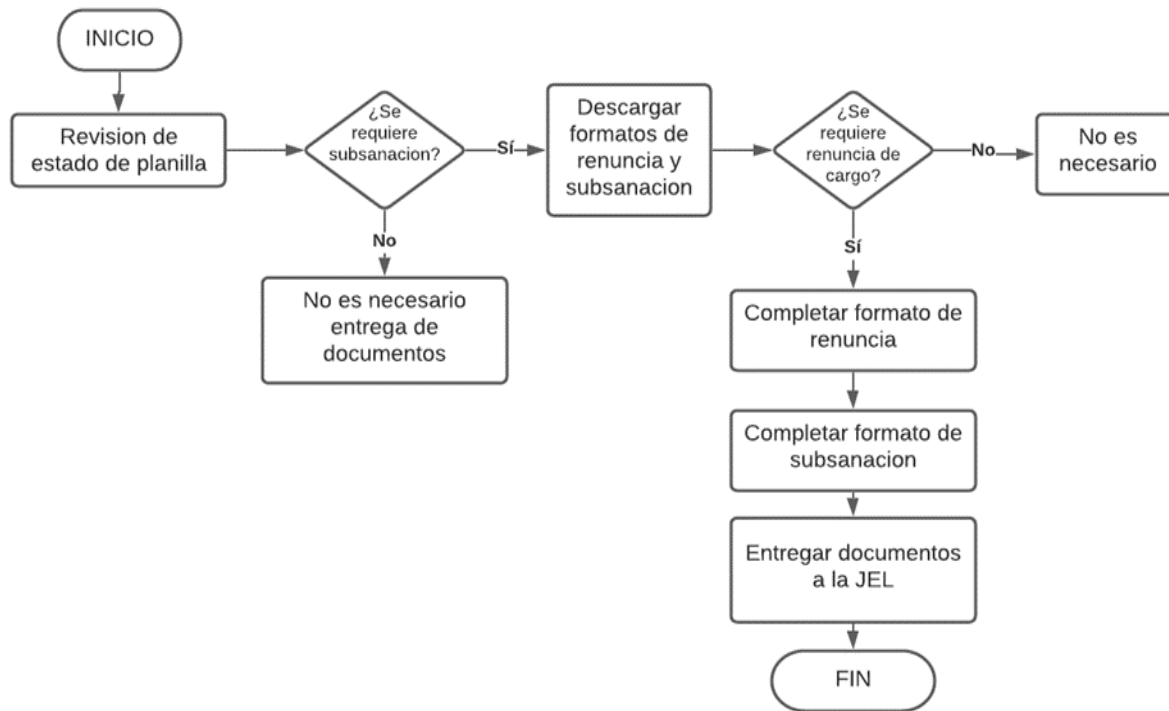 INICIO
Revision de
estado de planilla
¿Se
requiere
subsanacion?
Sí
Descargar
formatos de
renuncia y
subsanacion
¿Se
requiere
renuncia de
cargo?
No
No es
necesario
No
No es necesario
entrega de
documentos
Sí
Completar formato de
renuncia
Completar formato de
subsanacion
Entregar documentos
a la JEL
FIN